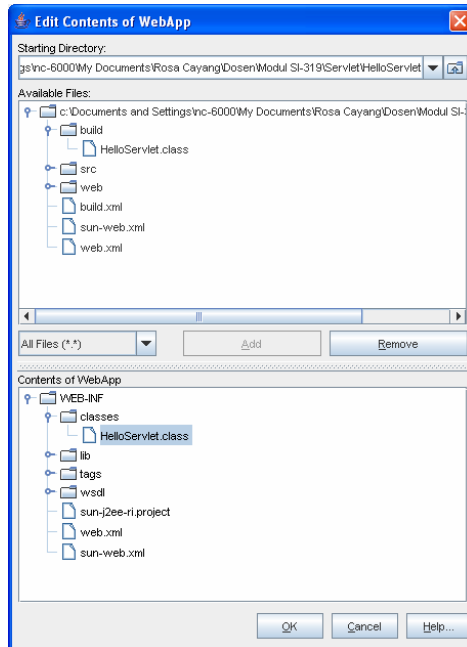 Edit Contents of WebApp
Starting Directory:
gs\nc-6000\My Documents\Rosa Cayang\Dosen\Modul SI-319\Servlet\HelloServlet
Available Files:
c:\Documents and Settings\nc-6000\My Documents\Rosa Cayang\Dosen\Modul SI-3
build
HelloServlet.class
src
web
build.xml
sun-web.xml
web.xml
All Files (*.*)
Add
Remove
Contents of WebApp
WEB-INF
classes
HelloServlet.class
lib
tags
wsdl
sun-j2ee-ri.project
web.xml
sun-web.xml
OK
Cancel
Help...